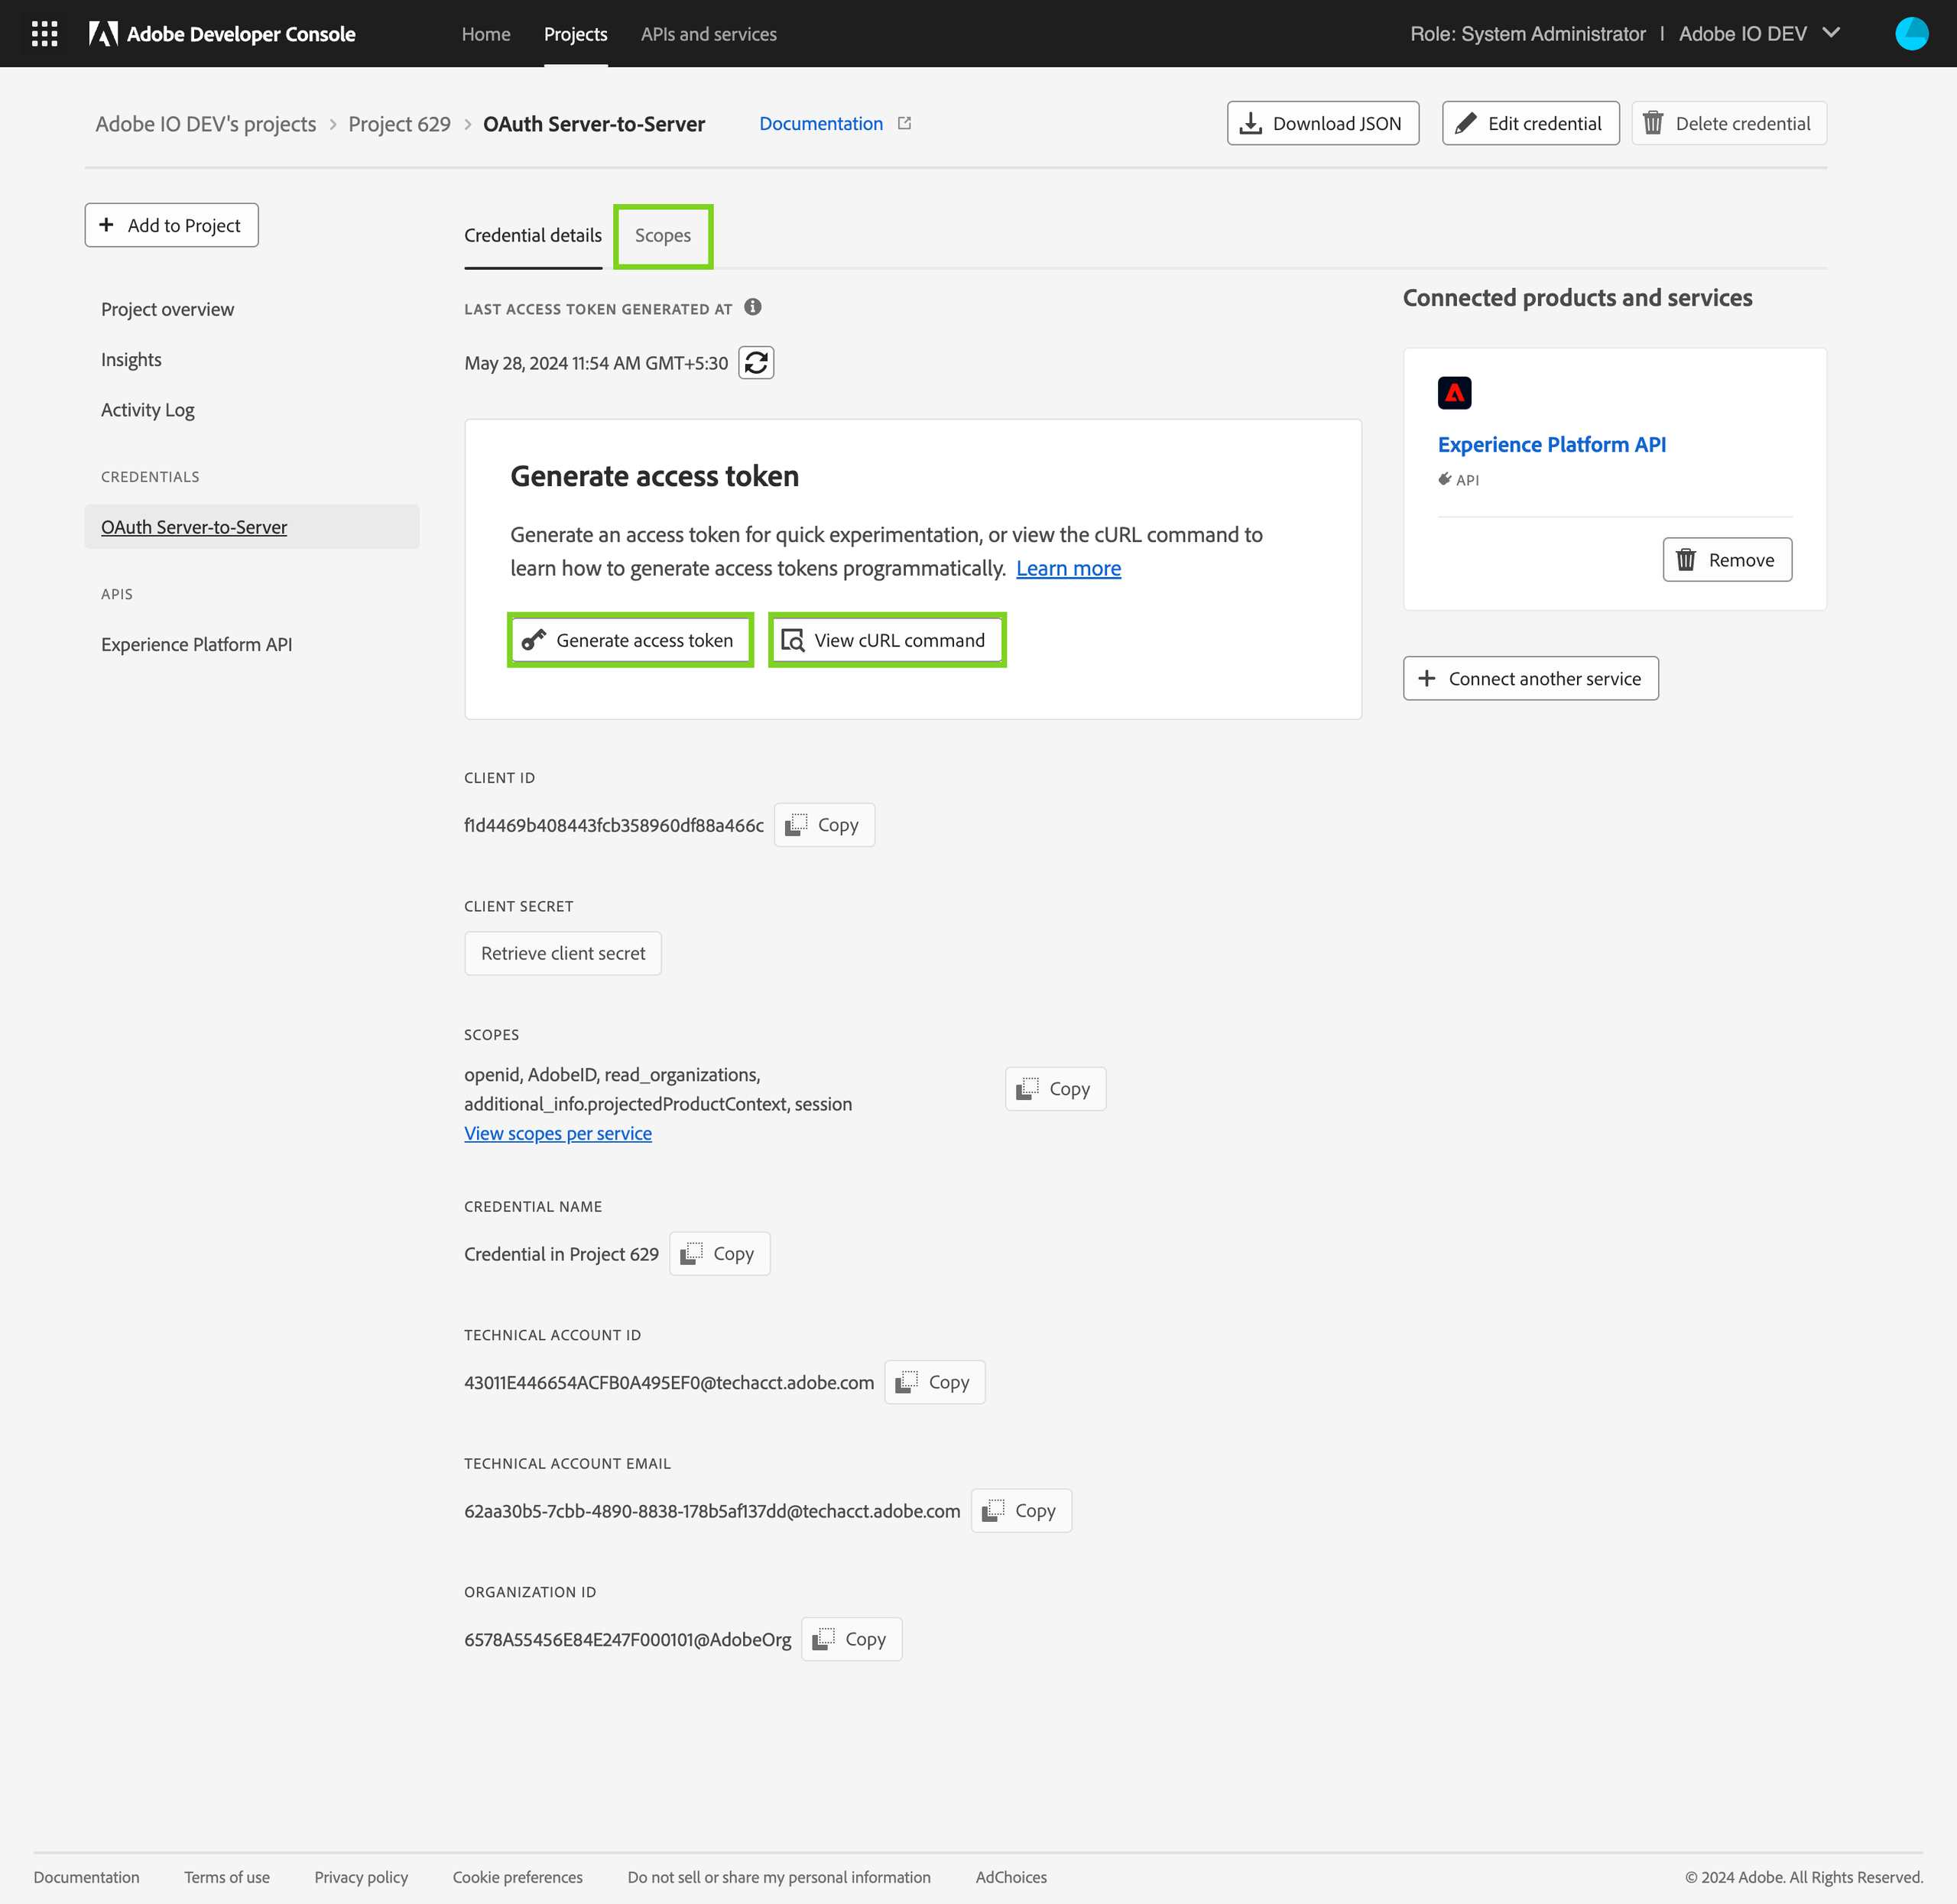 Adobe Developer Console
Home Projects APIs and services
Role: System Administrator | Adobe IO DEV
Adobe IO DEV's projects > Project 629 > OAuth Server-to-Server
Documentation
Download JSON
Edit credential
Delete credential
+ Add to Project
Project overview
Insights
Activity Log
CREDENTIALS
OAuth Server-to-Server
APIS
Experience Platform API
Credential details Scopes
LAST ACCESS TOKEN GENERATED AT
May 28, 2024 11:54 AM GMT+5:30
Generate access token
Generate an access token for quick experimentation, or view the cURL command to
learn how to generate access tokens programmatically. Learn more
Generate access token
View cURL command
CLIENT ID
f1d4469b408443fcb358960df88a466c Copy
CLIENT SECRET
Retrieve client secret
SCOPES
openid, AdobeID, read_organizations,
additional_info.projectedProductContext, session
Copy
View scopes per service
CREDENTIAL NAME
Credential in Project 629 Copy
TECHNICAL ACCOUNT ID
43011E446654ACFB0A495EF0@techacct.adobe.com Copy
TECHNICAL ACCOUNT EMAIL
62aa30b5-7cbb-4890-8838-178b5af137dd@techacct.adobe.com Copy
ORGANIZATION ID
6578A55456E84E247F000101@AdobeOrg Copy
Connected products and services
Experience Platform API
API
Remove
+ Connect another service
Documentation Terms of use Privacy policy Cookie preferences Do not sell or share my personal information AdChoices
© 2024 Adobe. All Rights Reserved.